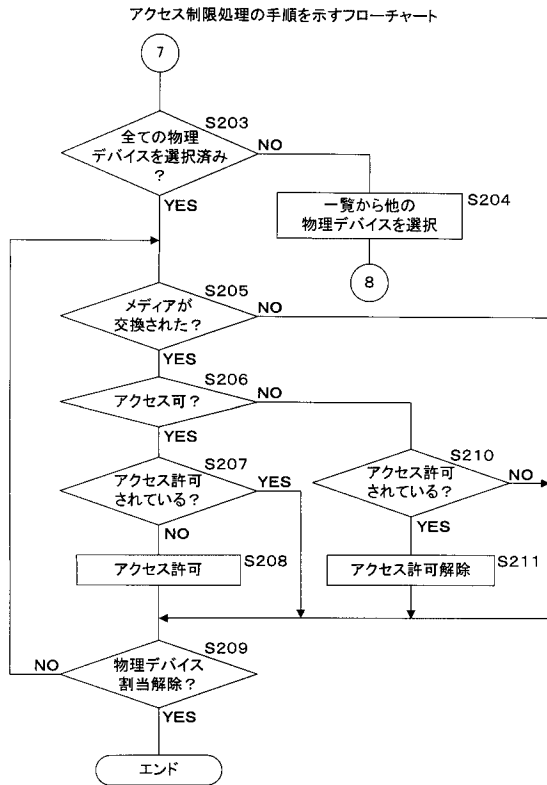 アクセス制限処理の手順を示すフローチャート
7
S203
全ての物理
デバイスを選択済み
?
NO
YES
S204
一覧から他の
物理デバイスを選択
8
S205
メディアが
交換された?
NO
YES
S206
アクセス可?
NO
YES
S207
アクセス許可
されている?
YES
NO
S210
アクセス許可
されている?
NO
YES
S208
アクセス許可
S211
アクセス許可解除
S209
物理デバイス
割当解除?
NO
YES
エンド